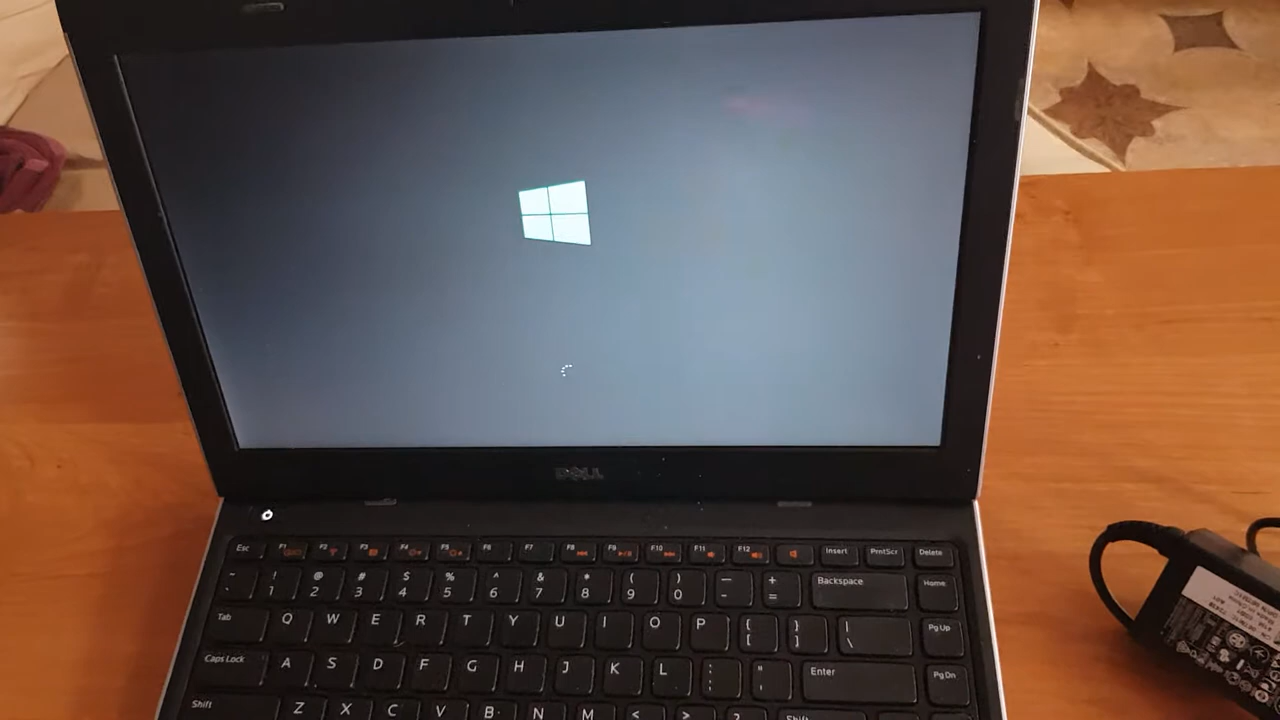 DELL
Esc F1 F2 F3 F4 F5 F6 F7 F8 F9 F10 F11 F12 Insert PrntScr Delete
~ ` ! 1 @ 2 # 3 $ 4 % 5 ^ 6 & 7 * 8 ( 9 ) 0 — - + = Backspace Home
Tab Q W E R T Y U I O P { [ } ] | \ Pg Up
Caps Lock A S D F G H J K L : ; " ' Enter Pg Dn
Shift Z X C V B N M < > ? Shift